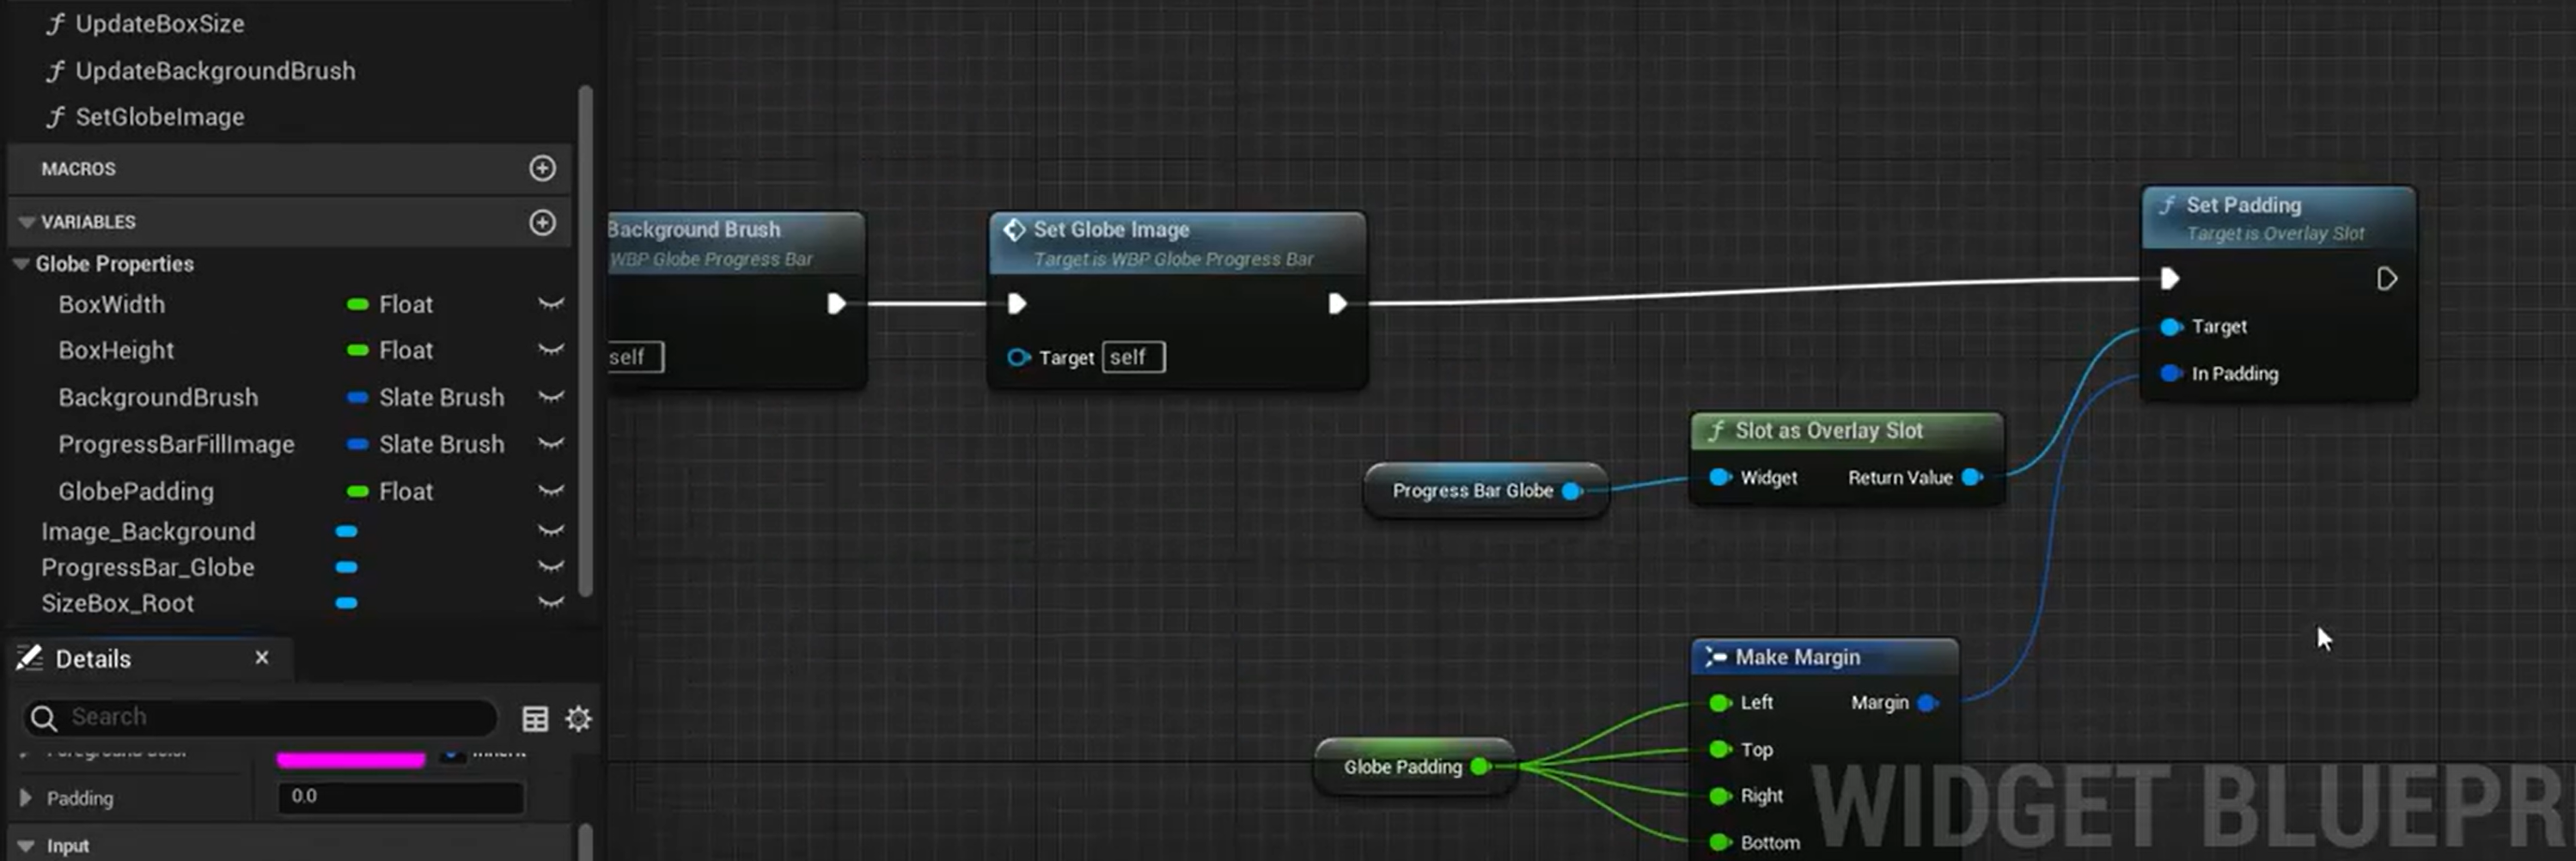 UpdateBoxSize
UpdateBackgroundBrush
SetGlobeImage
MACROS
VARIABLES
Globe Properties
BoxWidth Float
BoxHeight Float
BackgroundBrush Slate Brush
ProgressBarFillImage Slate Brush
GlobePadding Float
Image_Background
ProgressBar_Globe
SizeBox_Root
Details
Search
Padding 0.0
Input
Background Brush
WBP Globe Progress Bar
self
Set Globe Image
Target is WBP Globe Progress Bar
Target self
Set Padding
Target is Overlay Slot
Target
In Padding
Slot as Overlay Slot
Widget Return Value
Progress Bar Globe
Make Margin
Left Margin
Top
Right
Bottom
Globe Padding
WIDGET BLUEPR